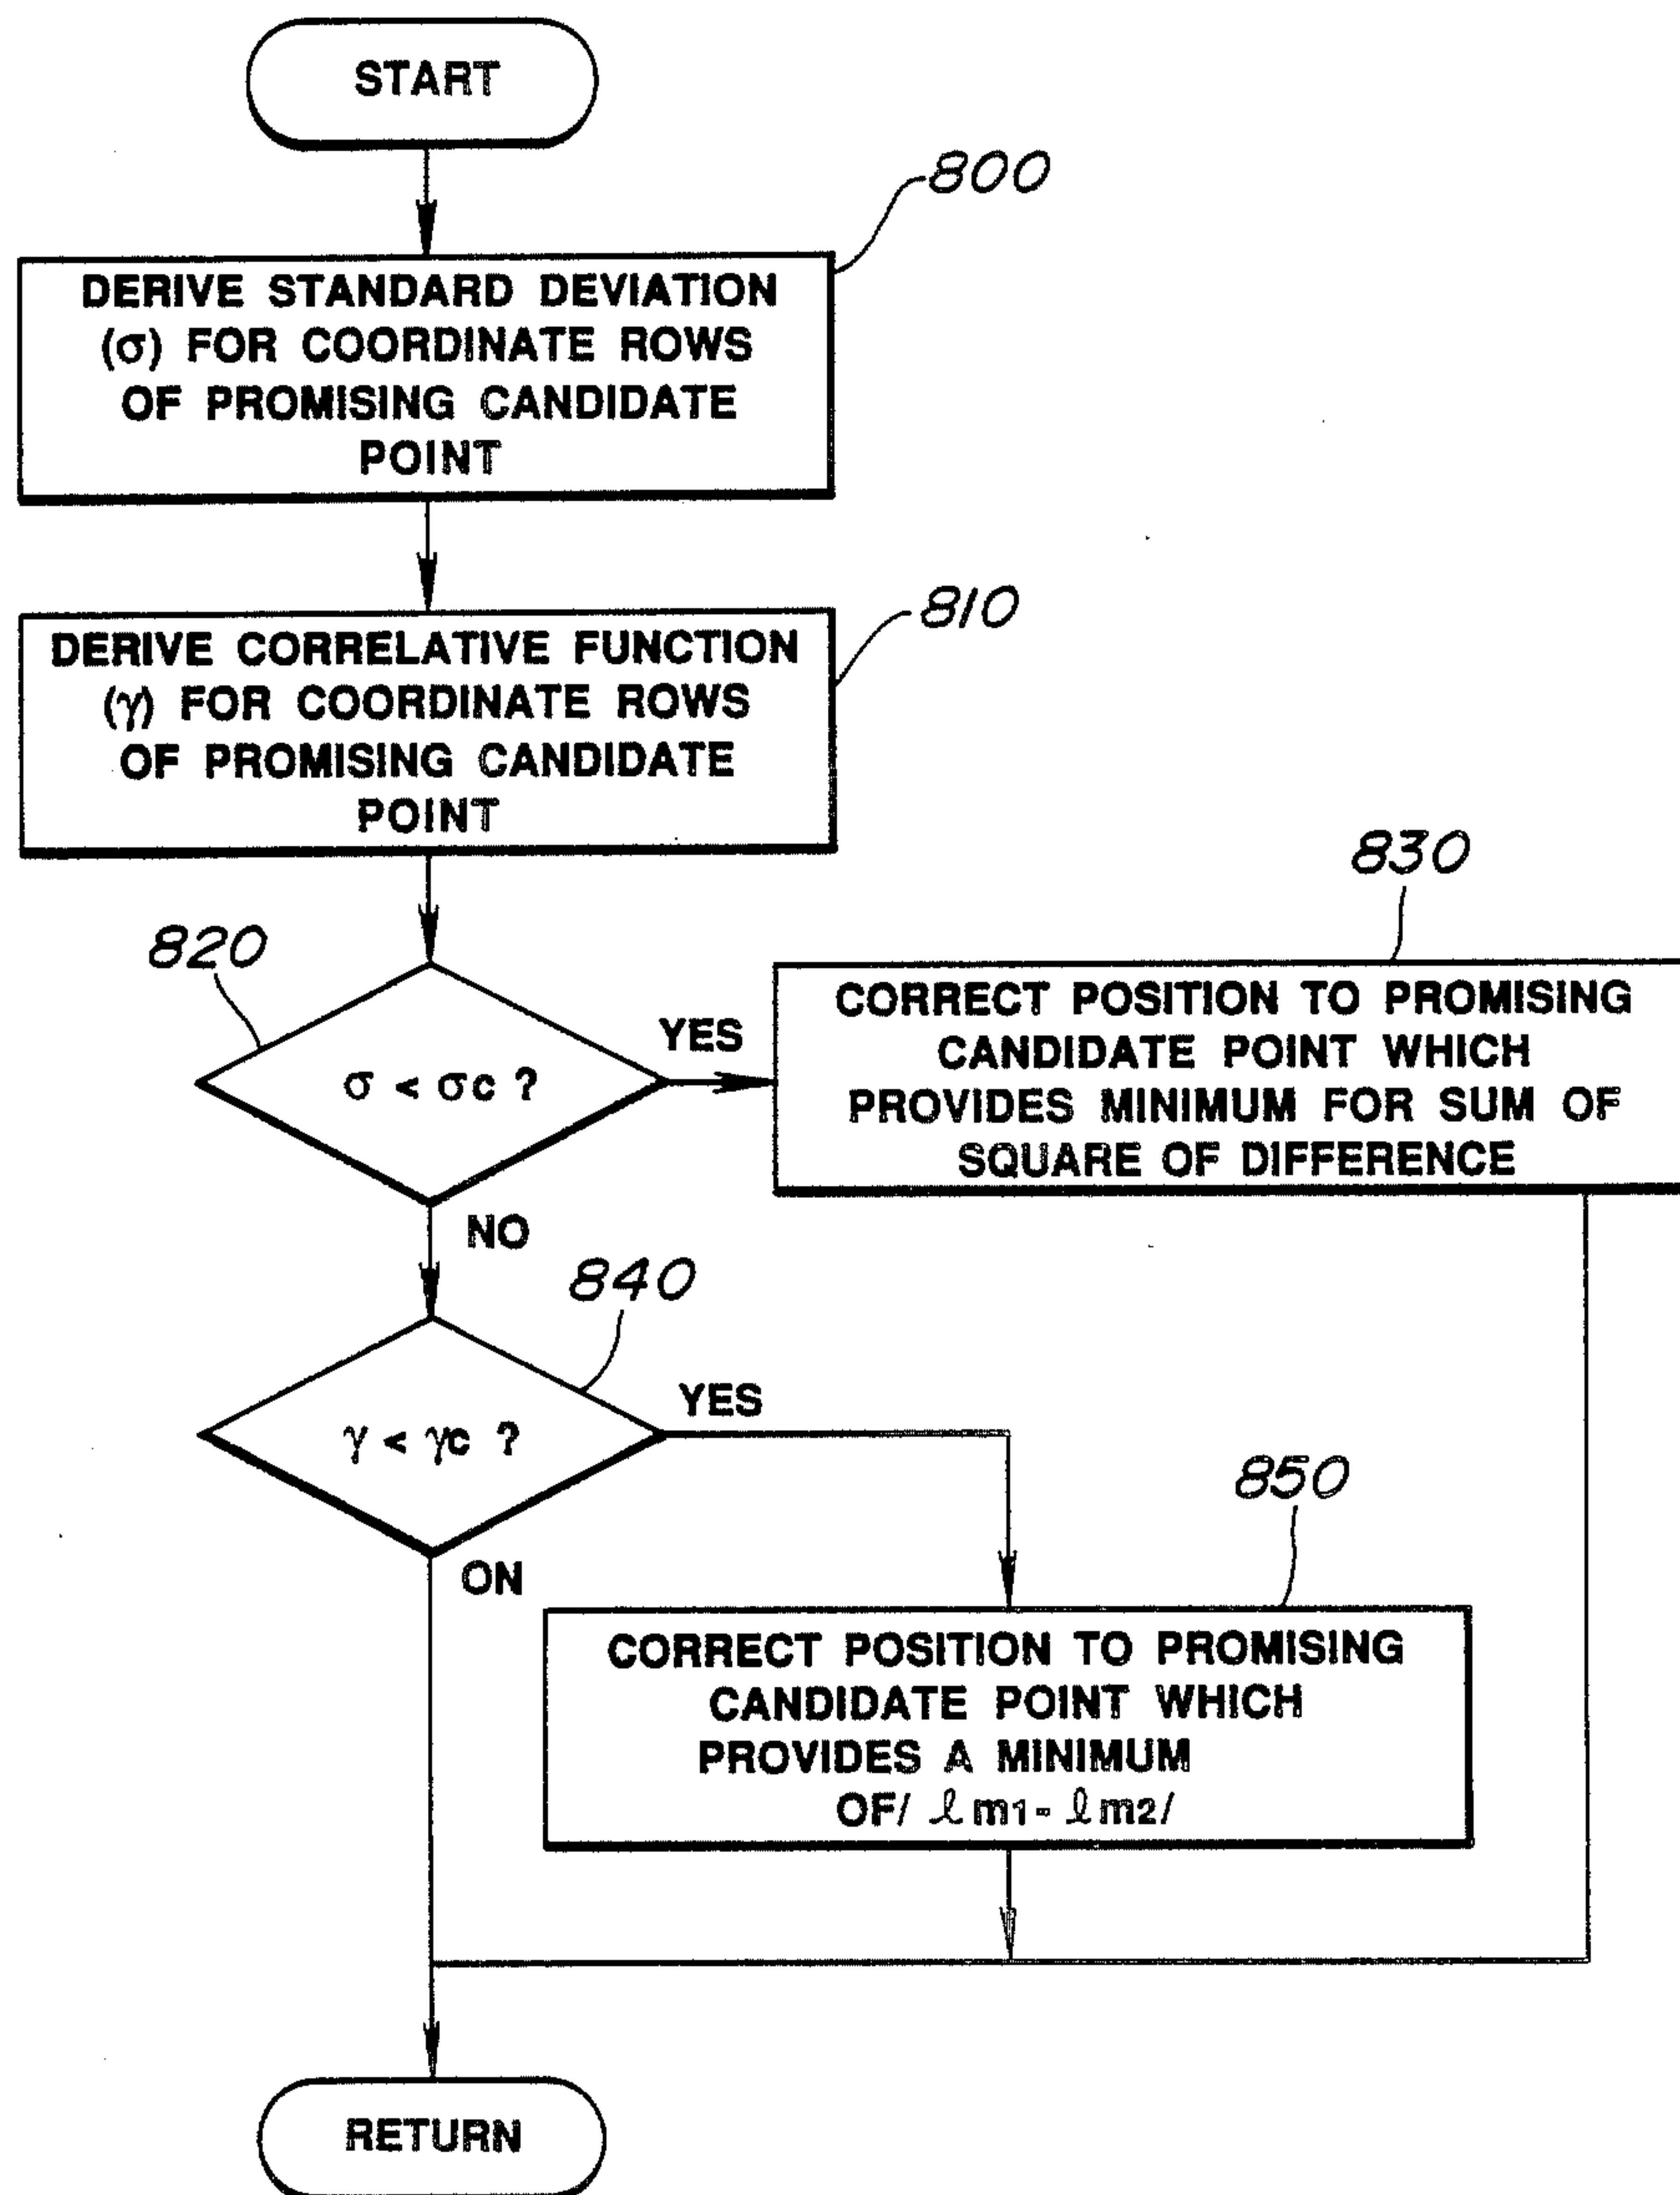 START
800
DERIVE STANDARD DEVIATION
(σ) FOR COORDINATE ROWS
OF PROMISING CANDIDATE
POINT
810
DERIVE CORRELATIVE FUNCTION
(γ) FOR COORDINATE ROWS
OF PROMISING CANDIDATE
POINT
820
σ < σc ?
YES
830
CORRECT POSITION TO PROMISING
CANDIDATE POINT WHICH
PROVIDES MINIMUM FOR SUM OF
SQUARE OF DIFFERENCE
NO
840
γ < γc ?
YES
850
CORRECT POSITION TO PROMISING
CANDIDATE POINT WHICH
PROVIDES A MINIMUM
OF/ ℓm1 - ℓm2/
ON
RETURN